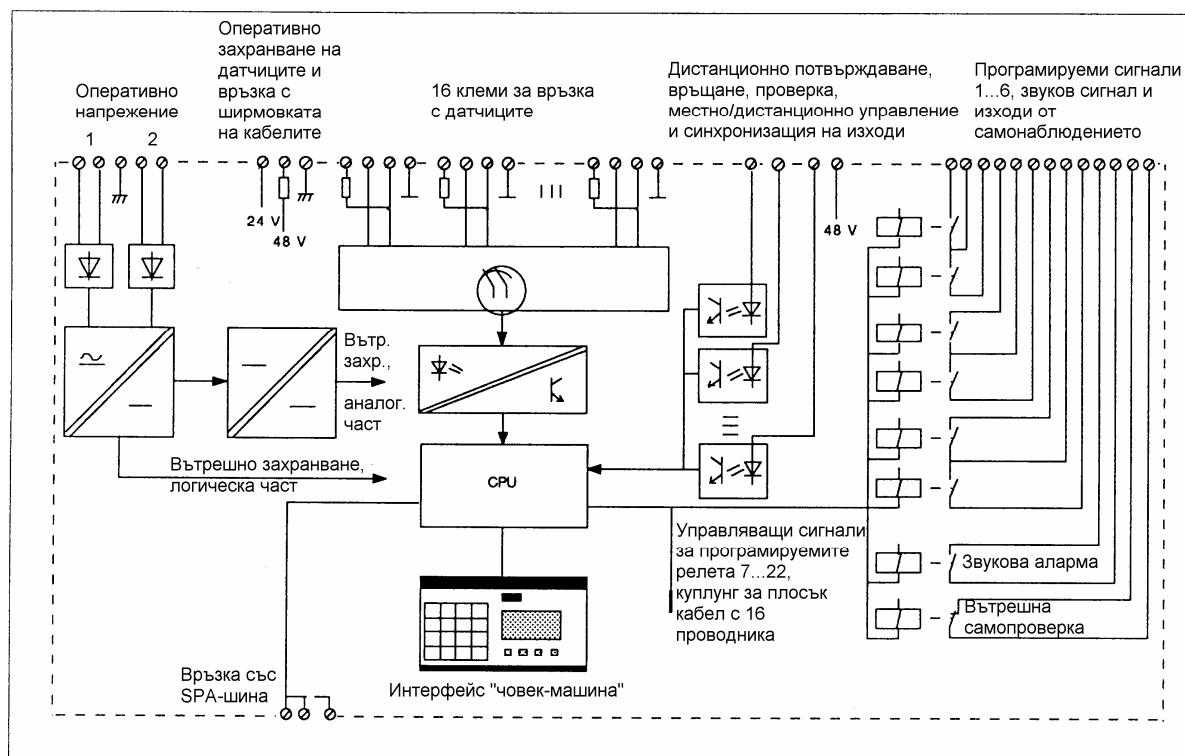 Оперативно
напрежение
1 2
Оперативно
захранване на
датчиците и
връзка с
ширмовката
на кабелите
16 клеми за връзка
с датчиците
Дистанционно потвърждаване,
връщане, проверка,
местно/дистанционно управление
и синхронизащия на изходи
Програмируеми сигнали
1...6, звуков сигнал и
изходи от
самонаблюдението
24 V
48 V
48 V
Вътр.
захр.,
аналог.
част
Вътрешно захранване,
логическа част
CPU
Управляващи сигнали
за програмируемите
релета 7...22,
куплунг за плосък
кабел с 16
проводника
Звукова аларма
Вътрешна
самопроверка
Връзка със
SPA-шина
Интерфейс "човек-машина"